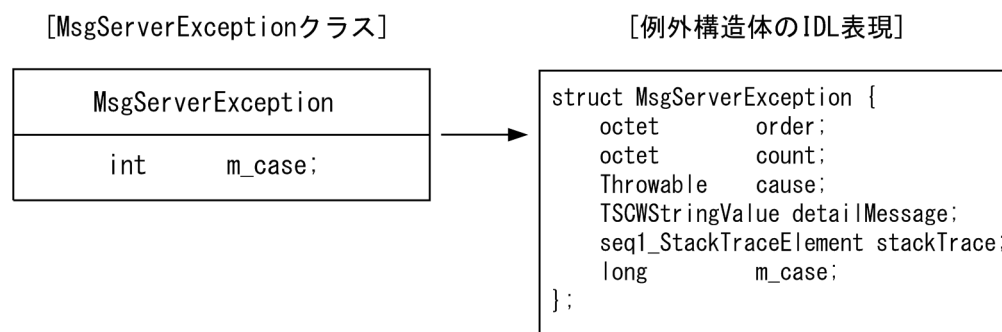 [MsgServerExceptionクラス]
MsgServerException
int m_case;
[例外構造体のIDL表現]
struct MsgServerException {
octet order;
octet count;
Throwable cause;
TSCWStringValue detailMessage;
seq1_StackTraceElement stackTrace;
long m_case;
};